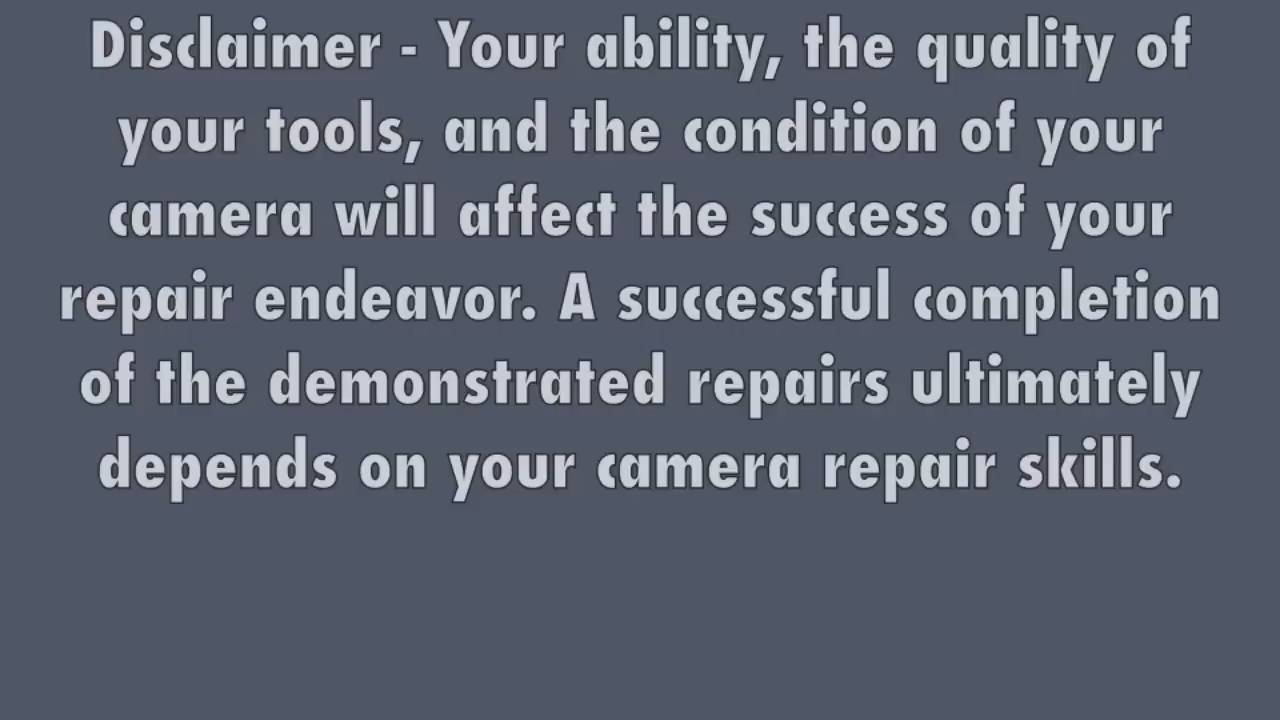 Disclaimer - Your ability, the quality of
your tools, and the condition of your
camera will affect the success of your
repair endeavor. A successful completion
of the demonstrated repairs ultimately
depends on your camera repair skills.